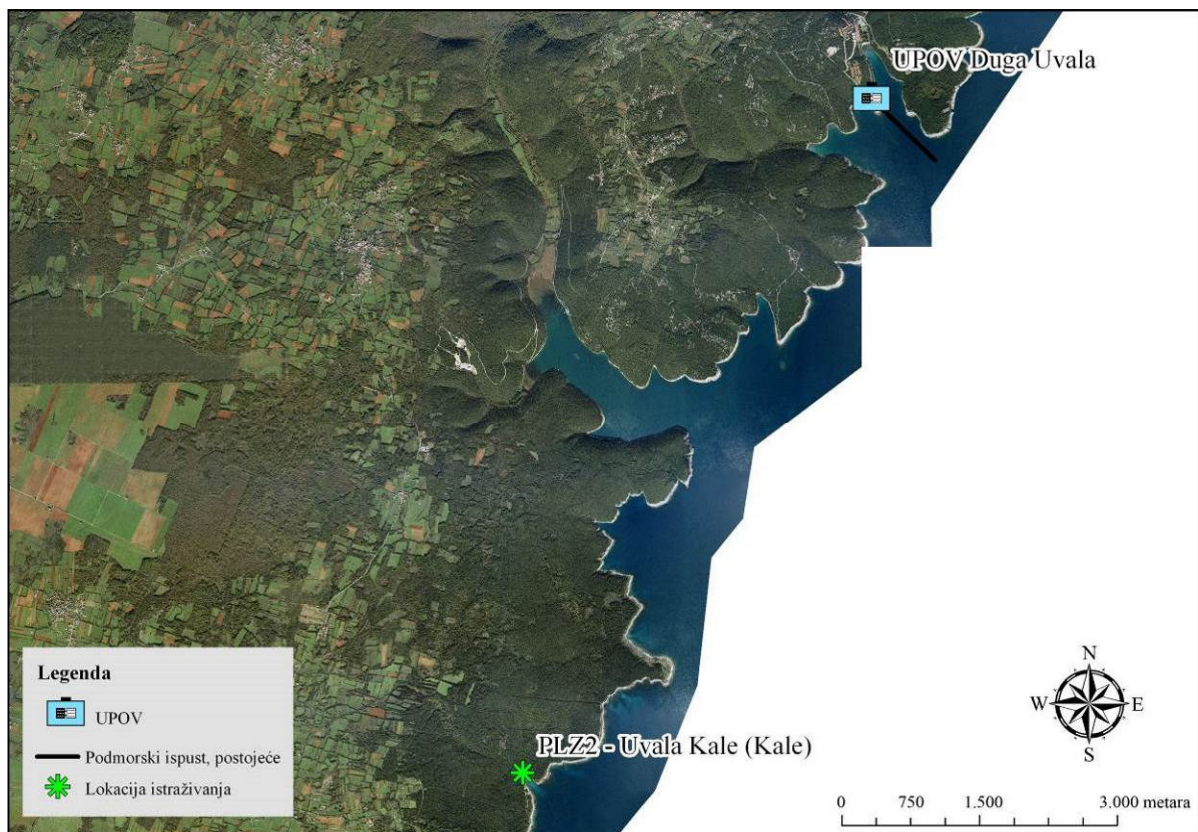 UPOV Duga Uvala
PLZ2 - Uvala Kale (Kale)
Legenda
UPOV
Podmorski ispust, postojeće
Lokacija istraživanja
N
W E
S
0 750 1.500 3.000 metara